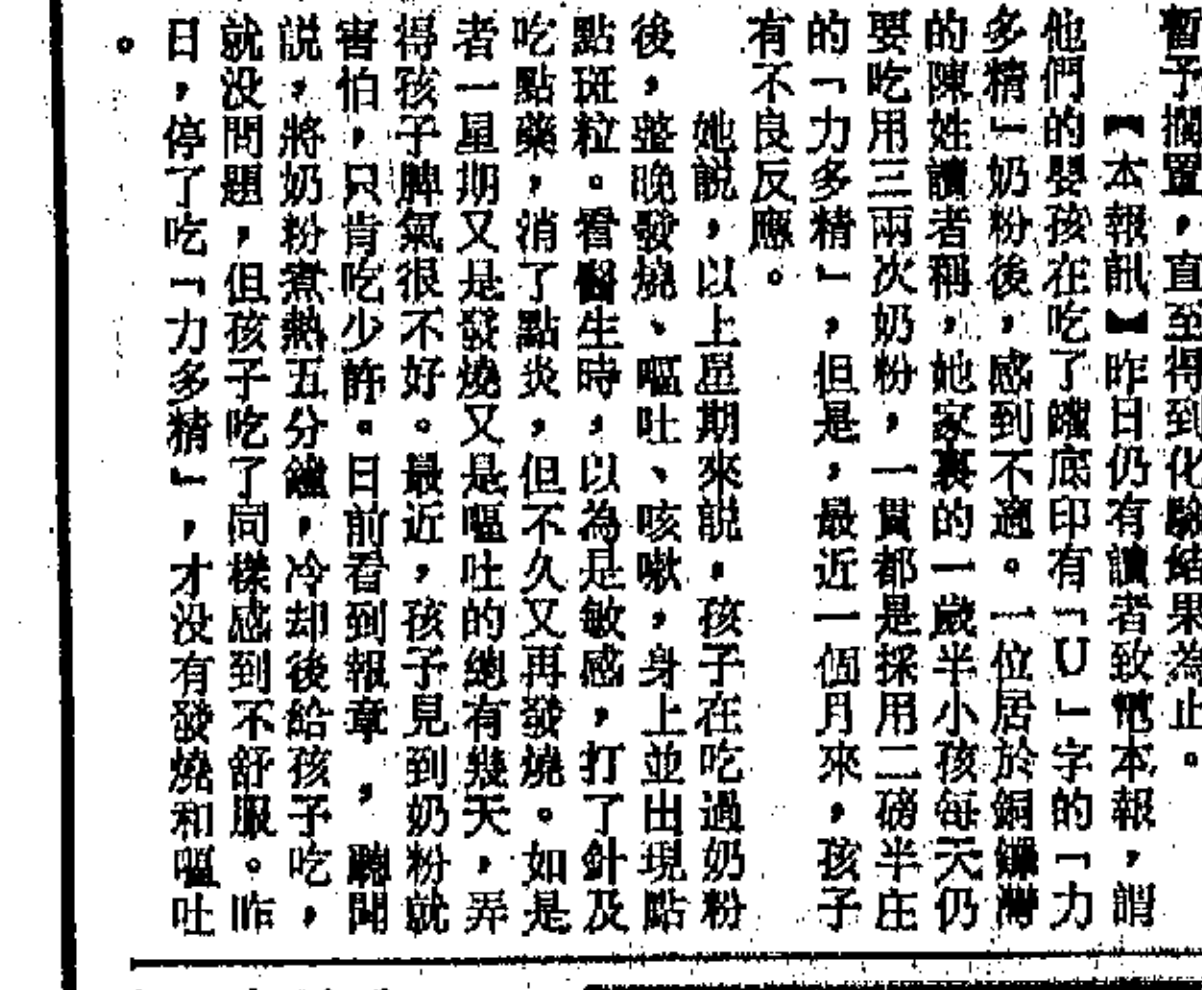 暫予擱置，直至得到化驗結果為止。
【本報訊】昨日仍有讀者致電本報，謂
他們的嬰孩在吃了罐底印有「U」字的「力
多精」奶粉後，感到不適。一位居於銅鑼灣
的陳姓讀者稱，她家裏的一歲半小孩每天仍
要吃用三兩次奶粉，一貫都是採用二磅半庄
的「力多精」，但是，最近一個月來，孩子
有不良反應。
她説，以上星期來説，孩子在吃過奶粉
後，整晚發燒、嘔吐、咳嗽，身上並出現點
點斑粒。看醫生時，以為是敏感，打了針及
吃點藥，消了點炎，但不久又再發燒。如是
者一星期又是發燒又是嘔吐的總有幾天，弄
得孩子脾氣很不好。最近，孩子見到奶粉就
害怕，只肯吃少許。日前看到報章，聽聞
説，將奶粉煮熱五分鐘，冷却後給孩子吃，
就没問題，但孩子吃了同樣感到不舒服。昨
日，停了吃「力多精」，才没有發燒和嘔吐
。